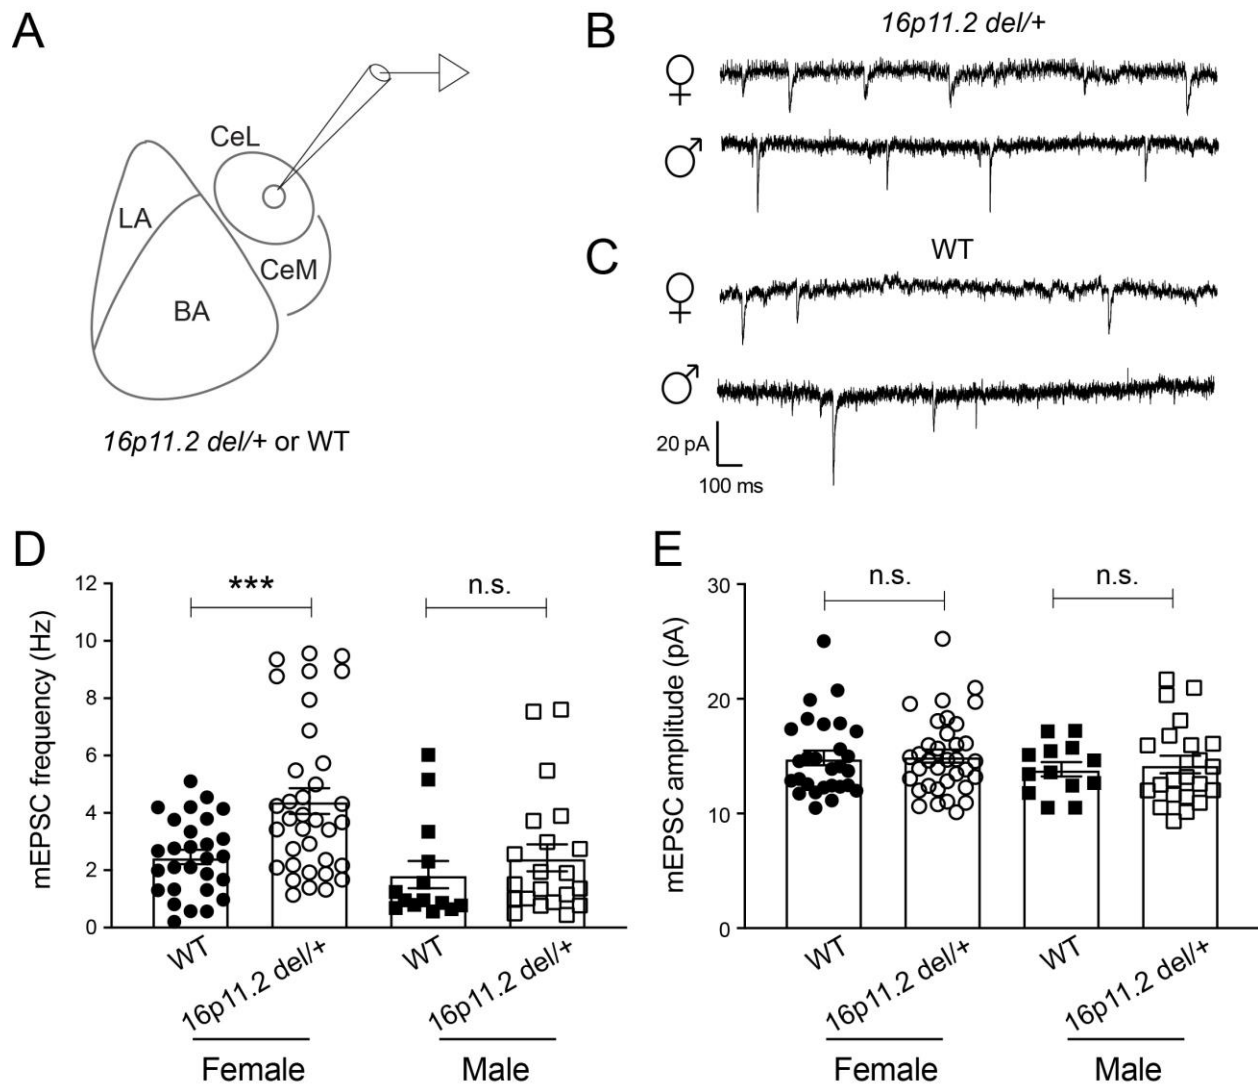 A
CeL
LA
CeM
BA
16p11.2 del/+ or WT
B
16p11.2 del/+
♀
♂
C
WT
♀
♂
20 pA
100 ms
D
mEPSC frequency (Hz)
12
10
8
6
4
2
0
***
n.s.
WT
16p11.2 del/+
WT
16p11.2 del/+
Female
Male
E
mEPSC amplitude (pA)
30
20
10
0
n.s.
n.s.
WT
16p11.2 del/+
WT
16p11.2 del/+
Female
Male